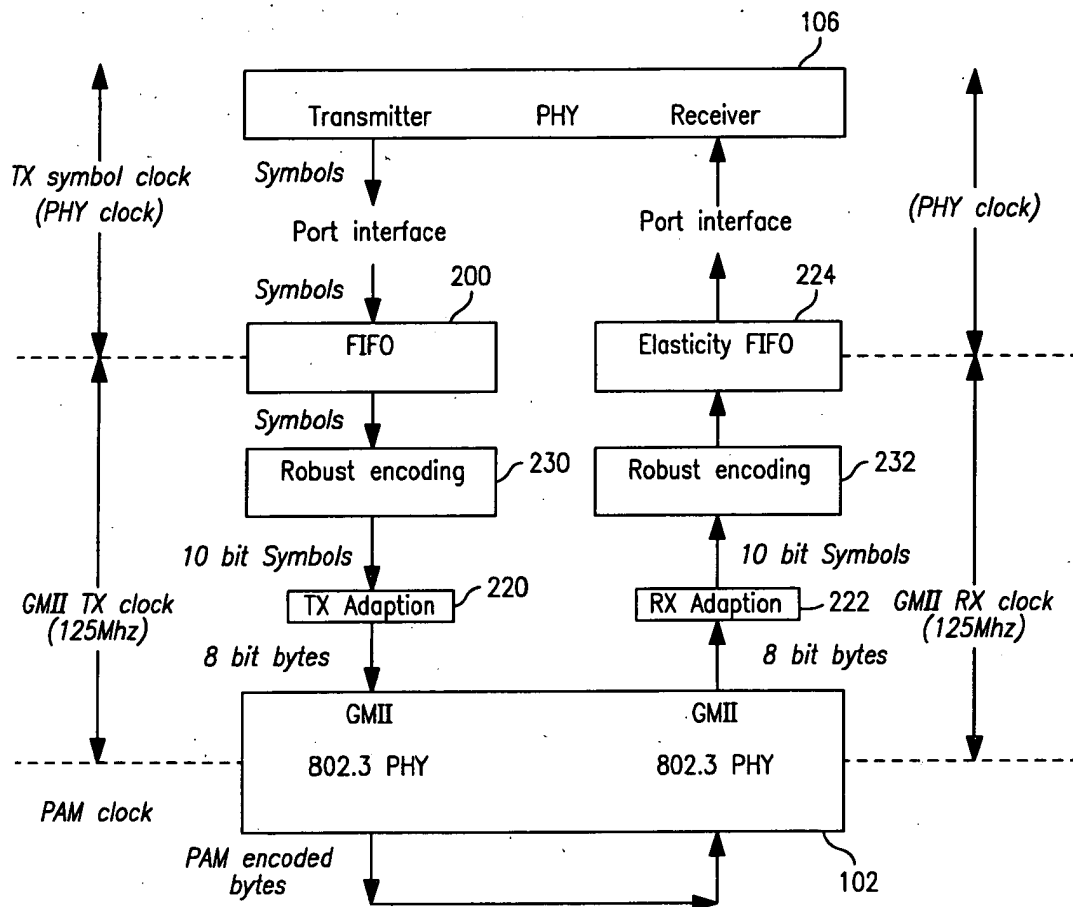 106
Transmitter PHY Receiver
TX symbol clock
(PHY clock)
Symbols
Port interface
Port interface
(PHY clock)
Symbols
200
224
FIFO
Elasticity FIFO
Symbols
Robust encoding
230
Robust encoding
232
10 bit Symbols
10 bit Symbols
GMII TX clock
(125Mhz)
TX Adaption
220
RX Adaption
222
GMII RX clock
(125Mhz)
8 bit bytes
8 bit bytes
GMII
GMII
802.3 PHY
802.3 PHY
PAM clock
PAM encoded
bytes
102